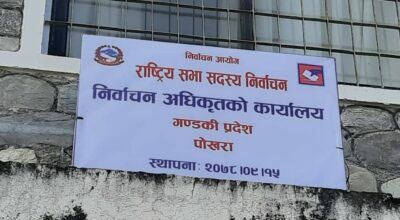 निर्वाचन आयोग
राष्ट्रिय सभा सदस्य निर्वाचन
निर्वाचन अधिकृतको कार्यालय
गण्डकी प्रदेश
पोखरा
स्थापनाः २०७८।०९।१५